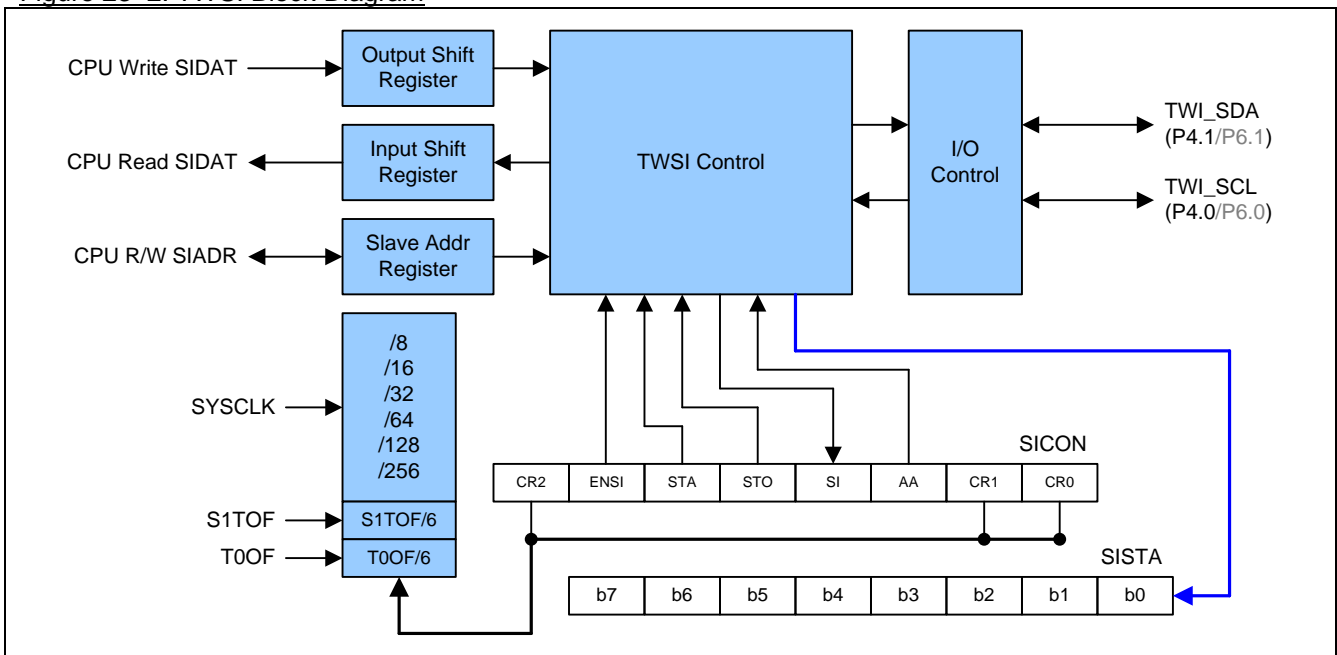 Figure 23-2. TWSI Block Diagram
CPU Write SIDAT
Output Shift
Register
CPU Read SIDAT
Input Shift
Register
CPU R/W SIADR
Slave Addr
Register
TWSI Control
I/O
Control
TWI_SDA
(P4.1/P6.1)
TWI_SCL
(P4.0/P6.0)
SYSCLK
/8
/16
/32
/64
/128
/256
S1TOF
S1TOF/6
T0OF
T0OF/6
SICON
CR2 ENSI STA STO SI AA CR1 CR0
SISTA
b7 b6 b5 b4 b3 b2 b1 b0